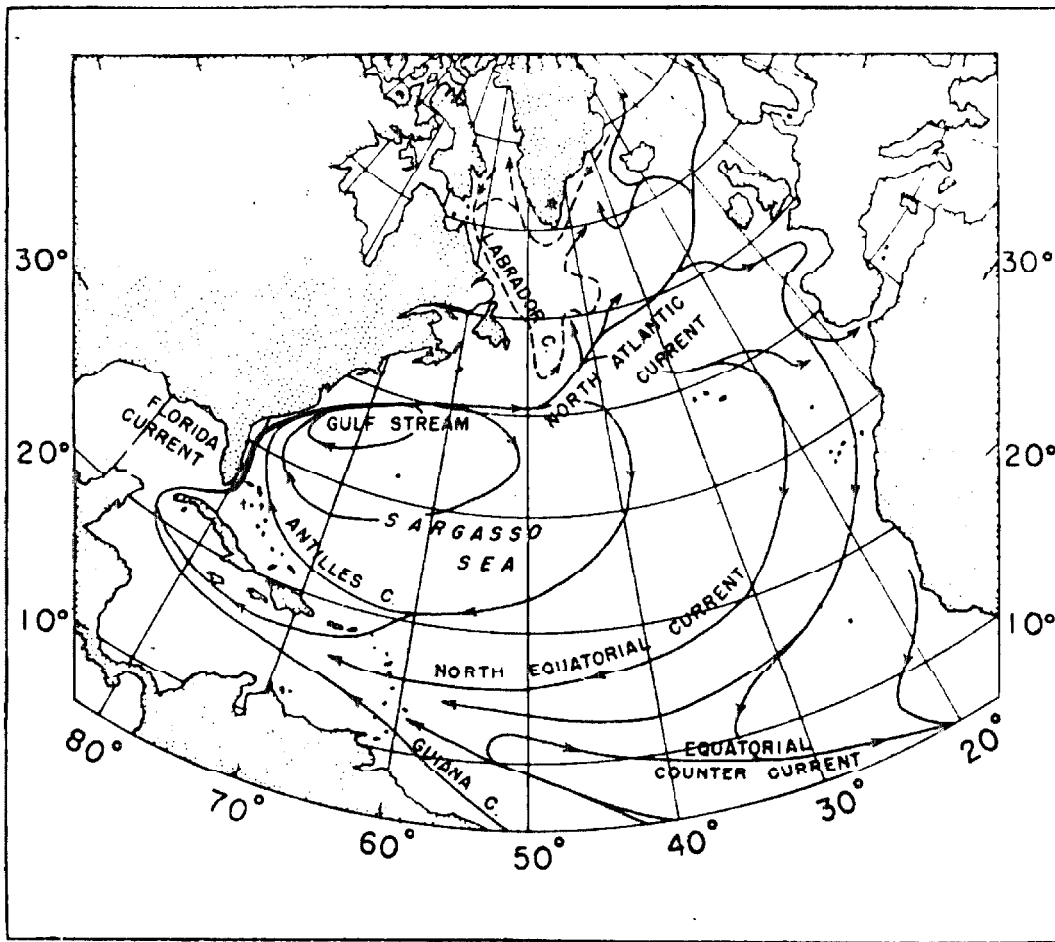 LABRADOR C
30°
30°
NORTH ATLANTIC
CURRENT
FLORIDA
CURRENT
GULF STREAM
20°
20°
SARGASSO
SEA
ANTILLES C
10°
10°
NORTH EQUATORIAL CURRENT
GUIANA C.
EQUATORIAL
COUNTER CURRENT
80°
70°
60°
50°
40°
30°
20°